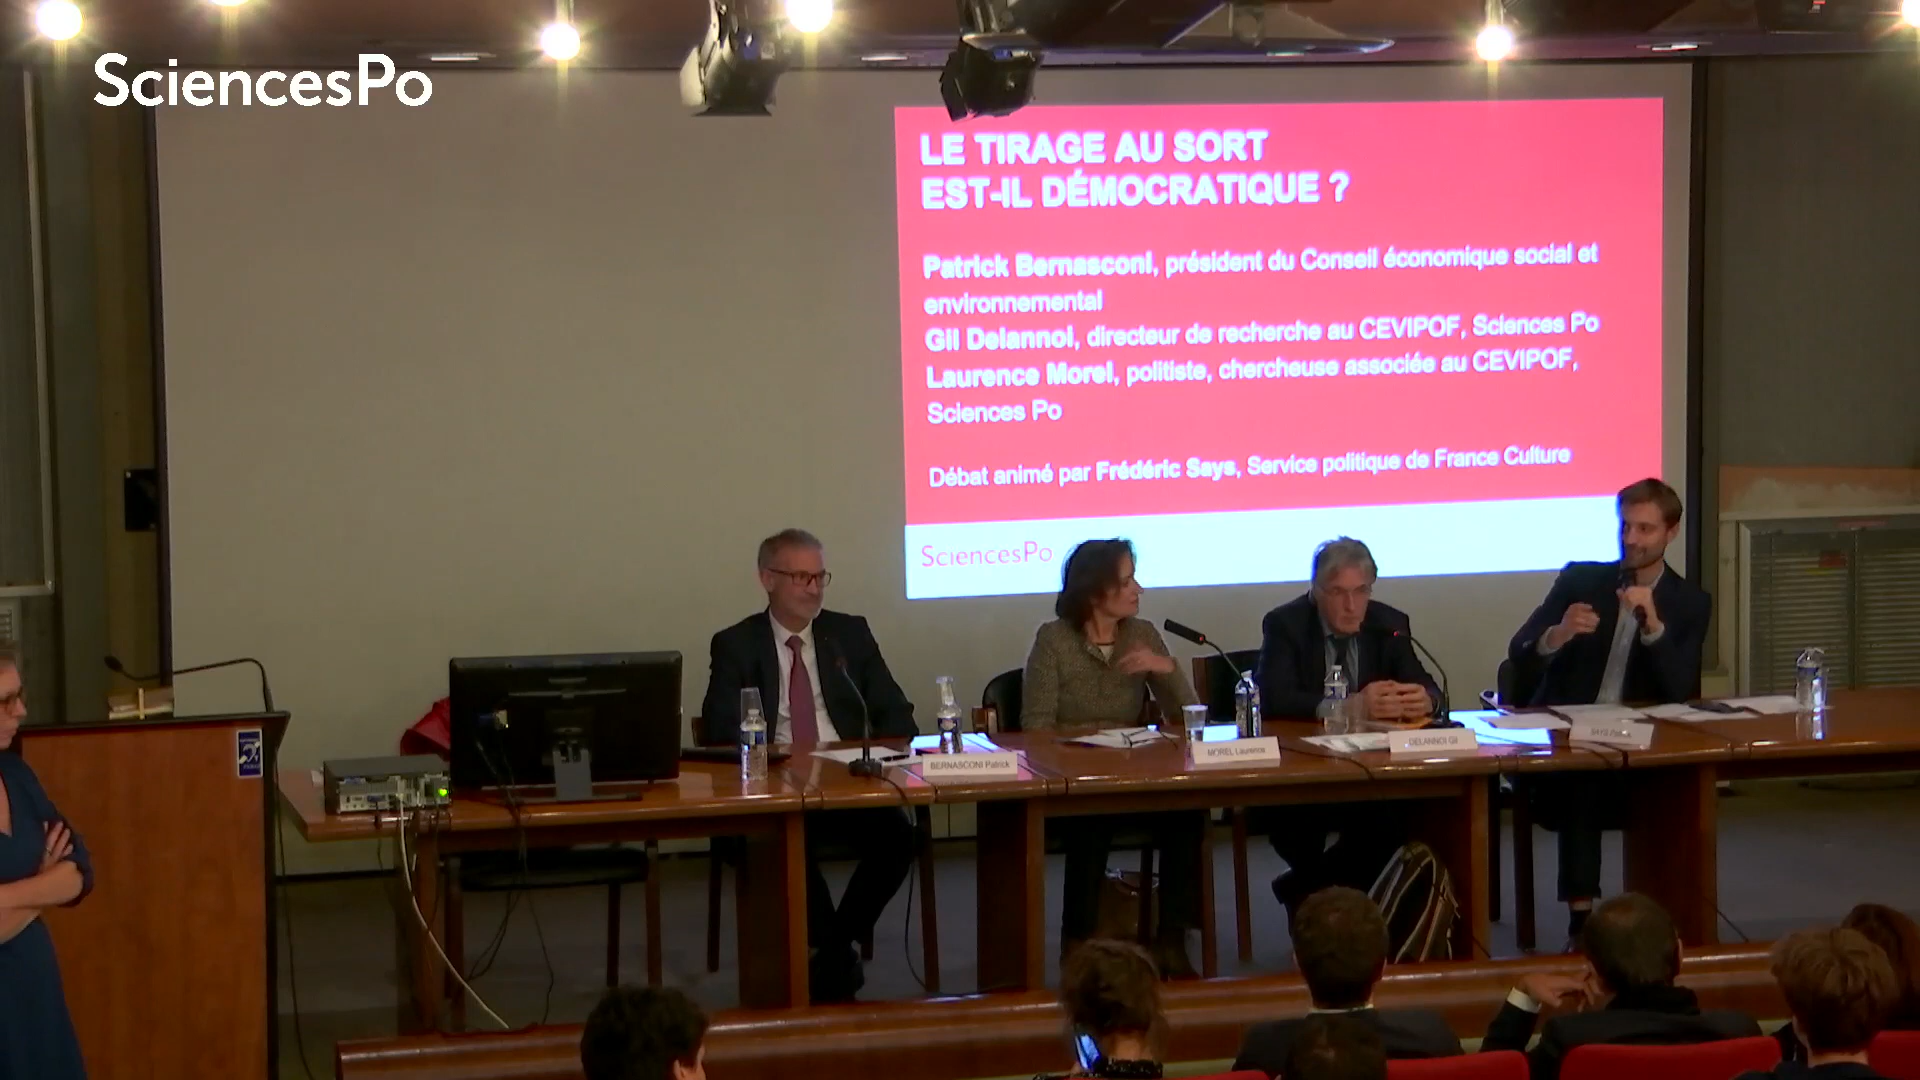 SciencesPo
LE TIRAGE AU SORT
EST-IL DÉMOCRATIQUE ?
Patrick Bernasconi, président du Conseil économique social et
environnemental
Gil Delannoi, directeur de recherche au CEVIPOF, Sciences Po
Laurence Morel, politiste, chercheuse associée au CEVIPOF,
Sciences Po
Débat animé par Frédéric Says, Service politique de France Culture
SciencesPo
BERNASCONI Patrick
MOREL Laurence
DELANNOI Gil
SAYS